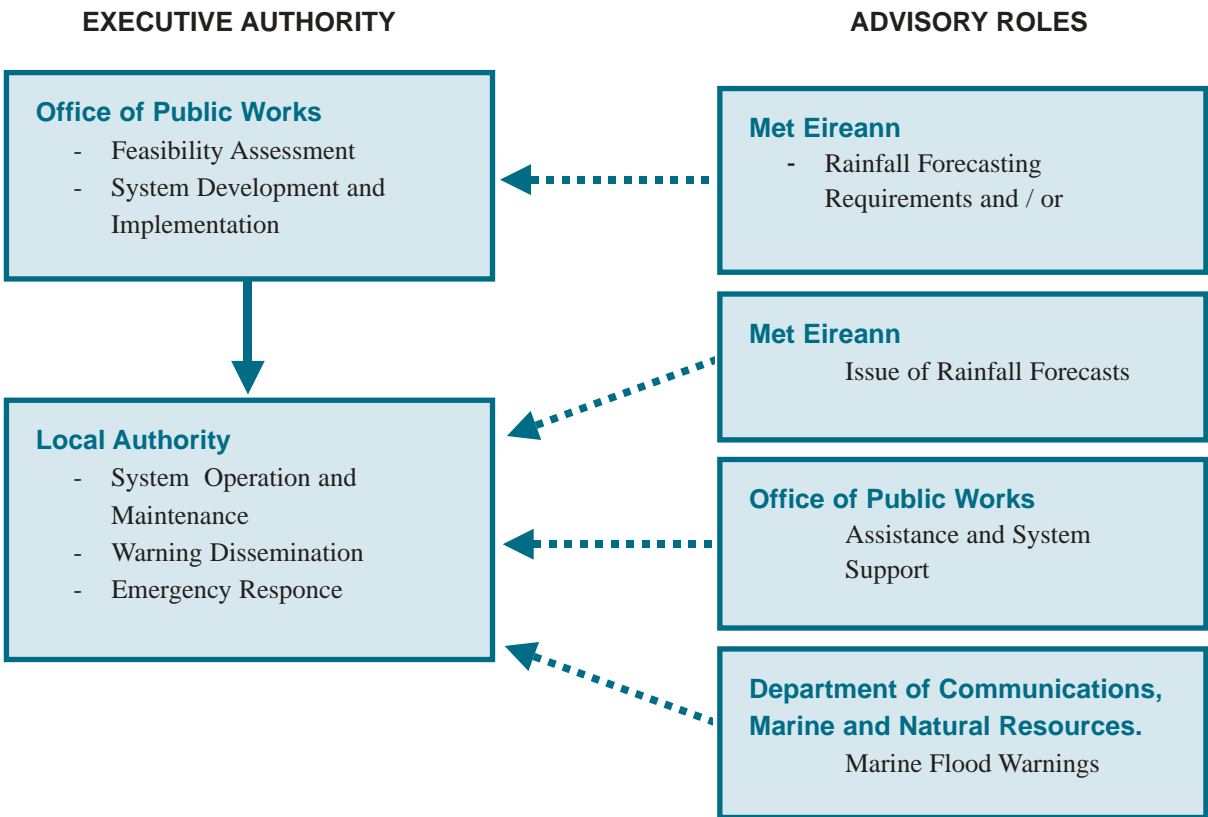 EXECUTIVE AUTHORITY
Office of Public Works
- Feasibility Assessment
- System Development and
Implementation
Local Authority
- System Operation and
Maintenance
- Warning Dissemination
- Emergency Responce
ADVISORY ROLES
Met Eireann
- Rainfall Forecasting
Requirements and / or
Met Eireann
Issue of Rainfall Forecasts
Office of Public Works
Assistance and System
Support
Department of Communications,
Marine and Natural Resources.
Marine Flood Warnings